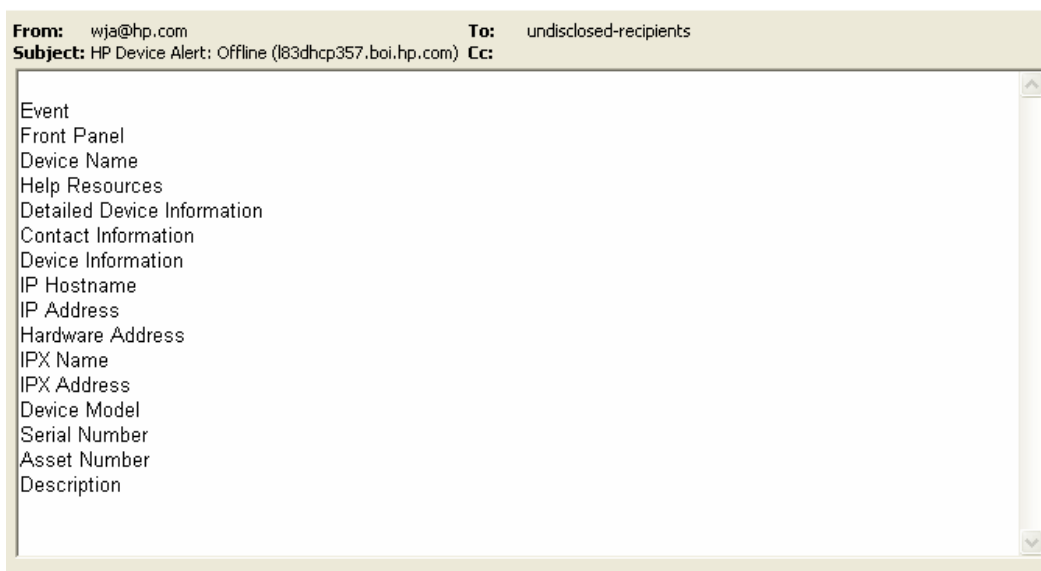 From: wja@hp.com To: undisclosed-recipients
Subject: HP Device Alert: Offline (l83dhcp357.boi.hp.com) Cc:
Event
Front Panel
Device Name
Help Resources
Detailed Device Information
Contact Information
Device Information
IP Hostname
IP Address
Hardware Address
IPX Name
IPX Address
Device Model
Serial Number
Asset Number
Description